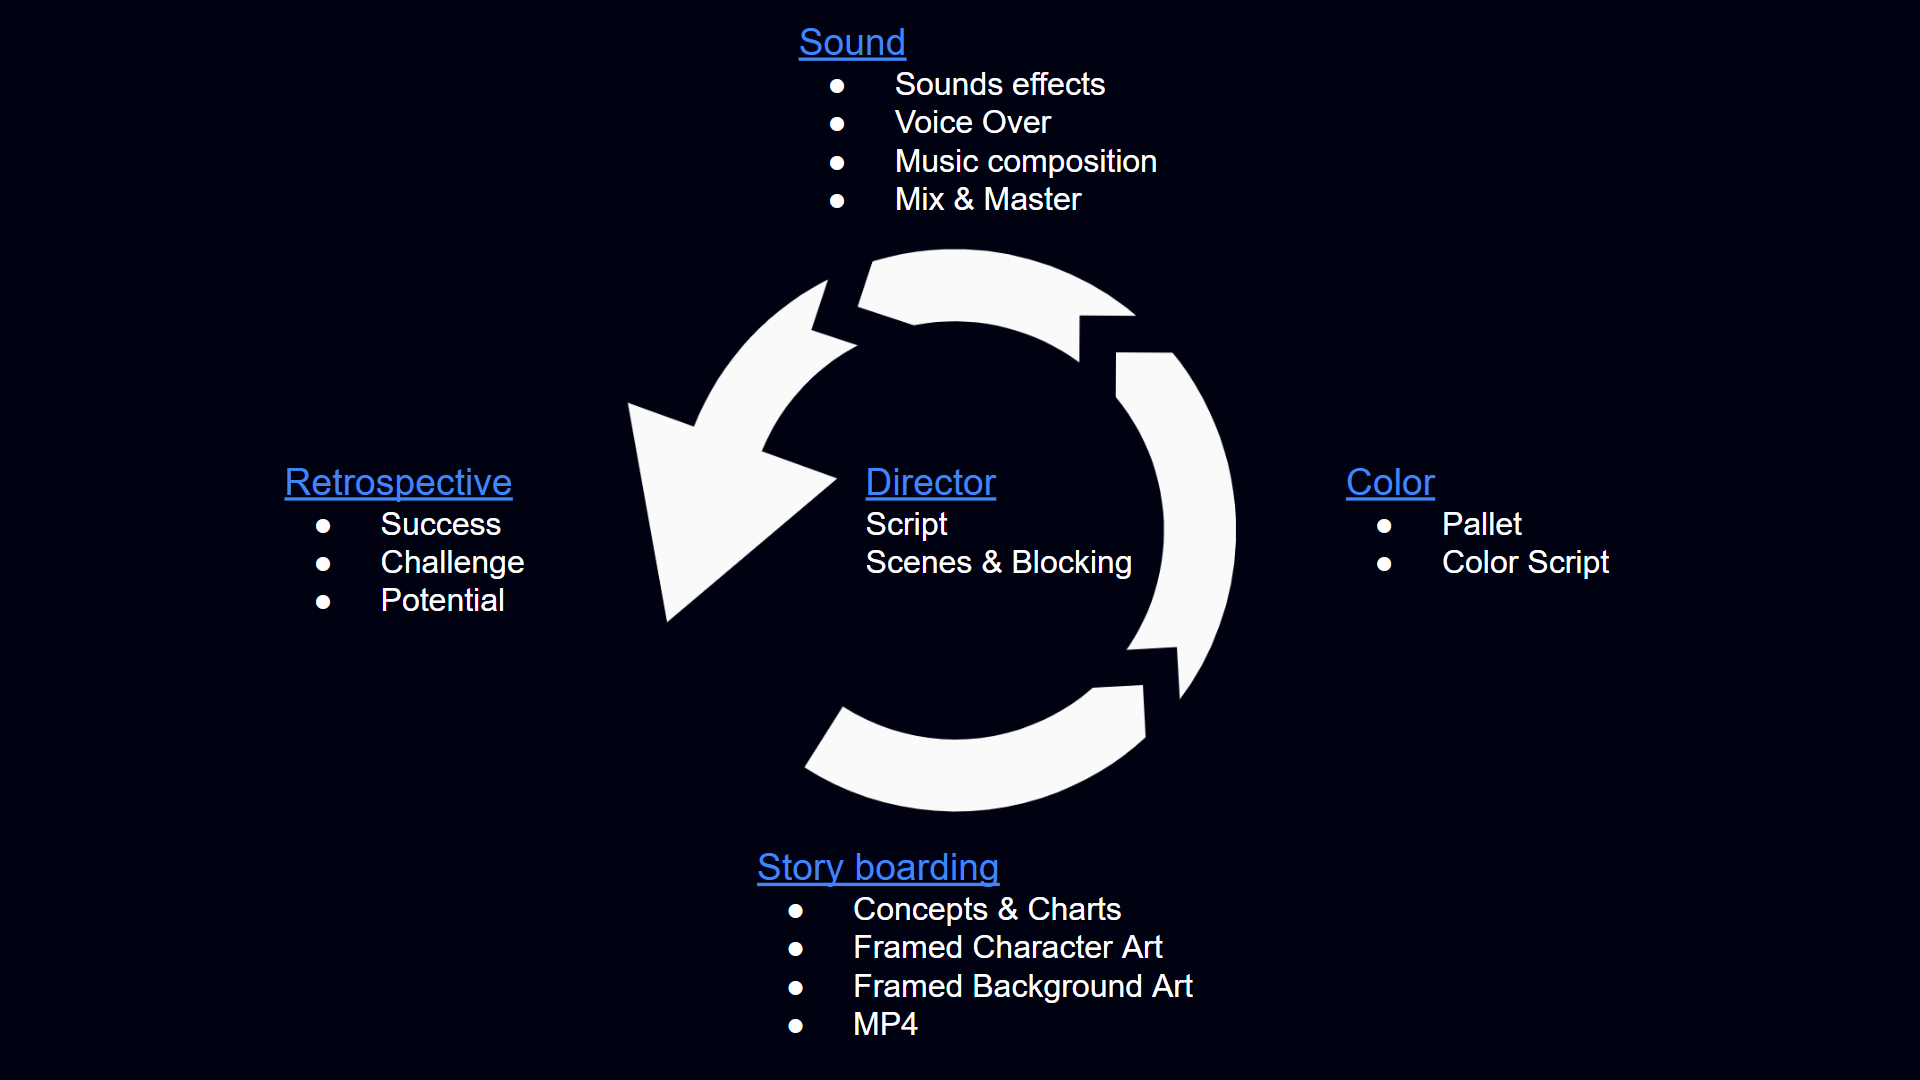 Sound
● Sounds effects
● Voice Over
● Music composition
● Mix & Master
Retrospective
● Success
● Challenge
● Potential
Director
Script
Scenes & Blocking
Color
● Pallet
● Color Script
Story boarding
● Concepts & Charts
● Framed Character Art
● Framed Background Art
● MP4